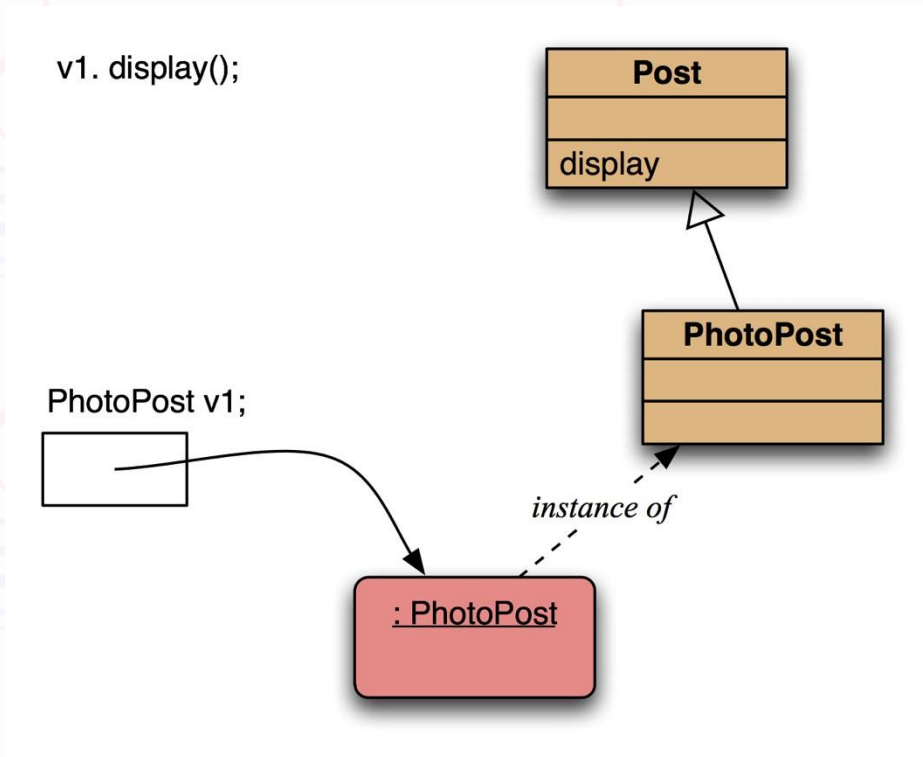 v1. display();
Post
display
PhotoPost
PhotoPost v1;
instance of
: PhotoPost